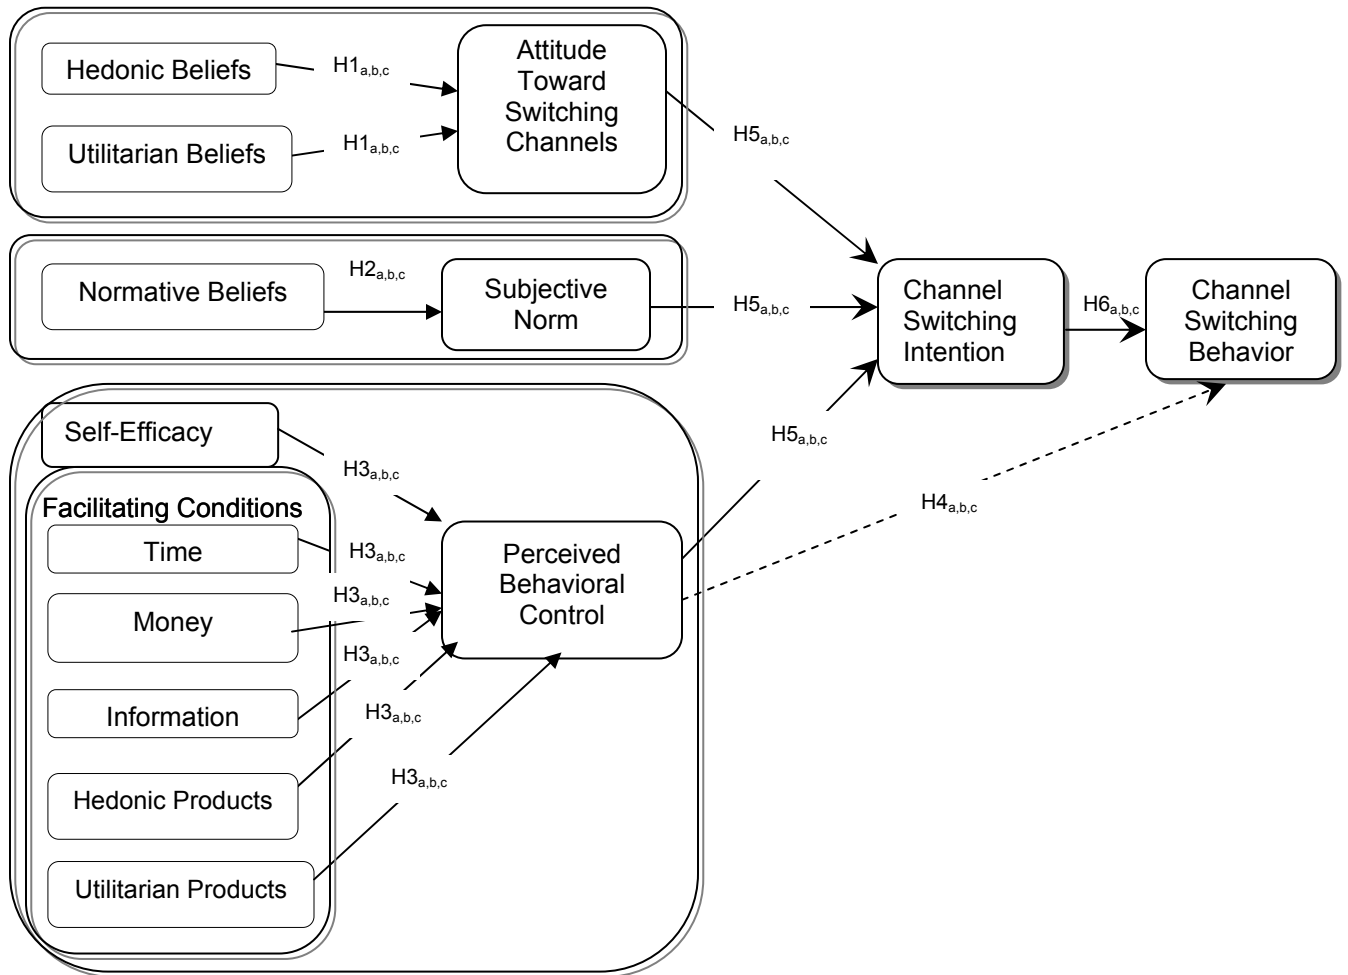 Hedonic Beliefs
H1a,b,c
Utilitarian Beliefs
H1a,b,c
Attitude
Toward
Switching
Channels
H5a,b,c
Normative Beliefs
H2a,b,c
Subjective
Norm
H5a,b,c
Channel
Switching
Intention
H6a,b,c
Channel
Switching
Behavior
Self-Efficacy
H3a,b,c
Facilitating Conditions
Time
H3a,b,c
Money
H3a,b,c
Information
H3a,b,c
Hedonic Products
H3a,b,c
Utilitarian Products
H3a,b,c
Perceived
Behavioral
Control
H5a,b,c
H4a,b,c